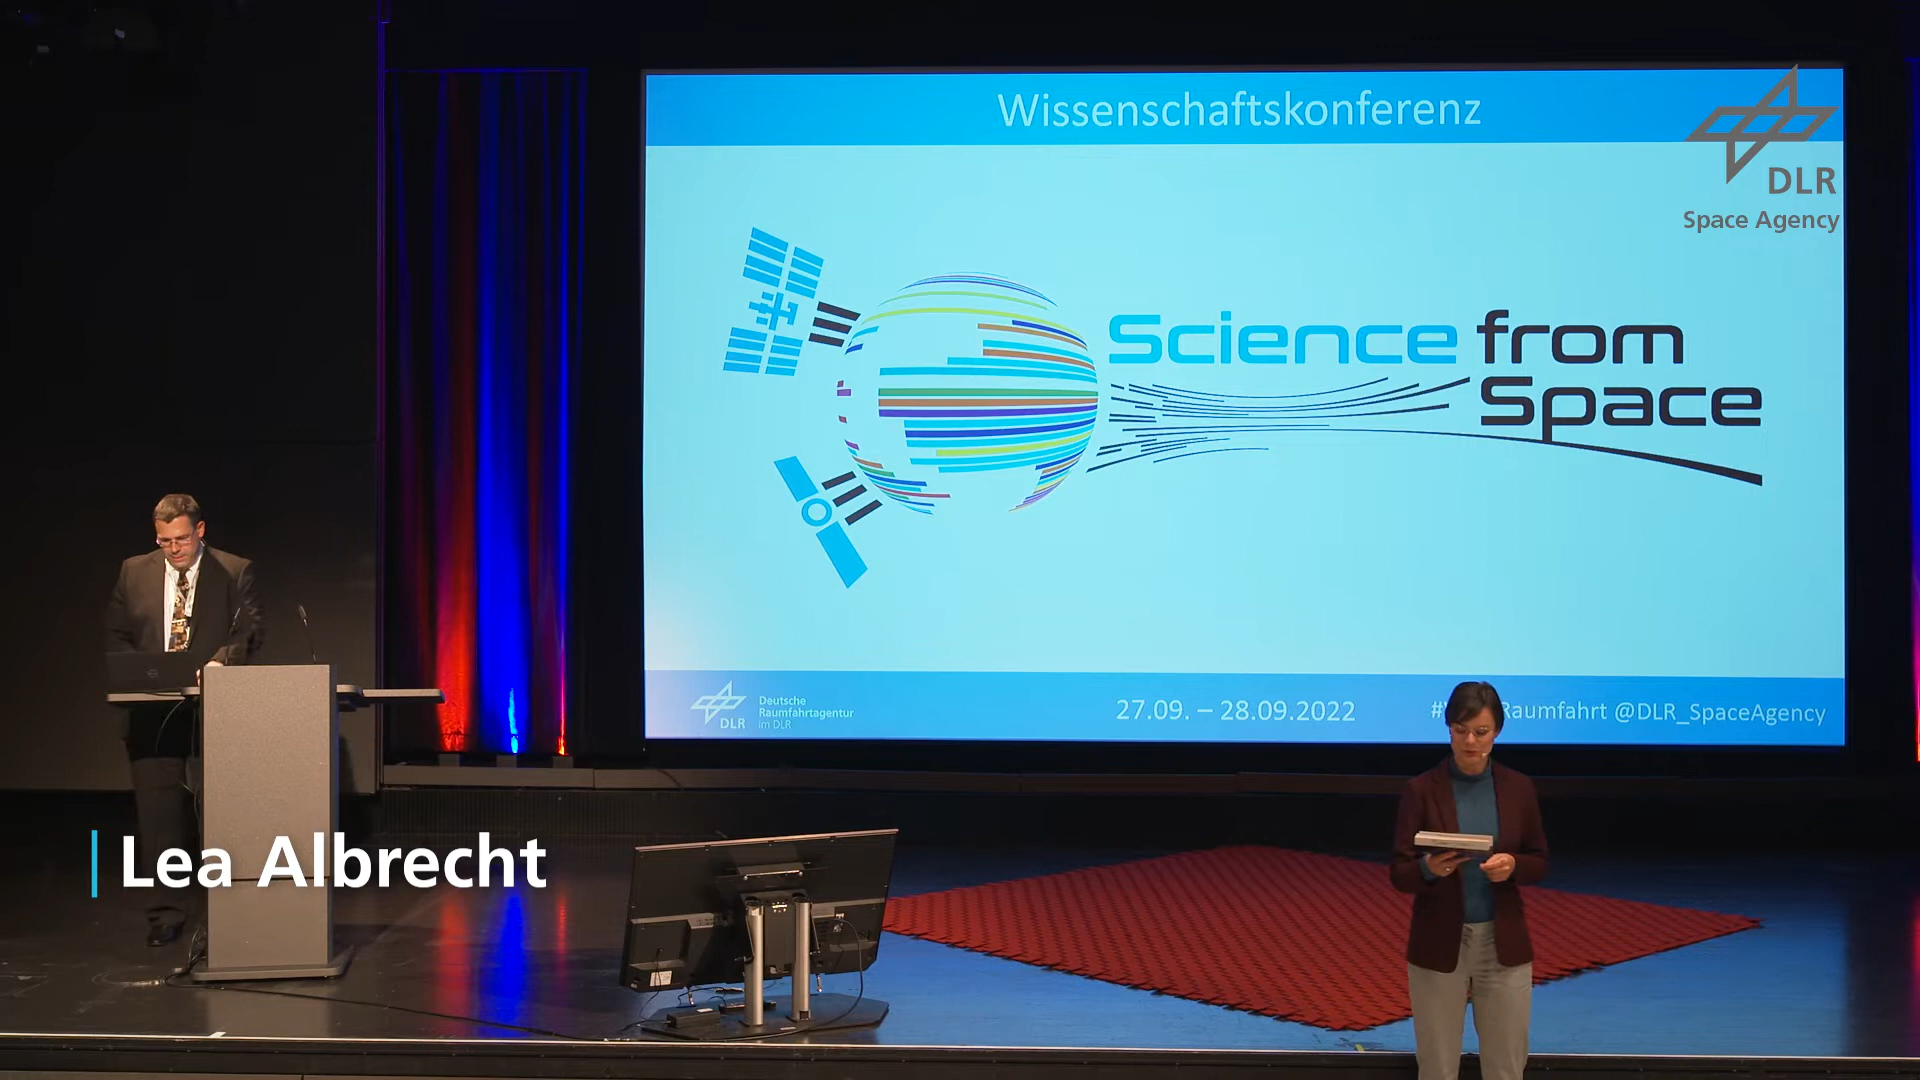 Wissenschaftskonferenz
DLR
Space Agency
Science from
Space
DLR
Deutsche
Raumfahrtagentur
im DLR
27.09. – 28.09.2022
Raumfahrt @DLR_SpaceAgency
Lea Albrecht